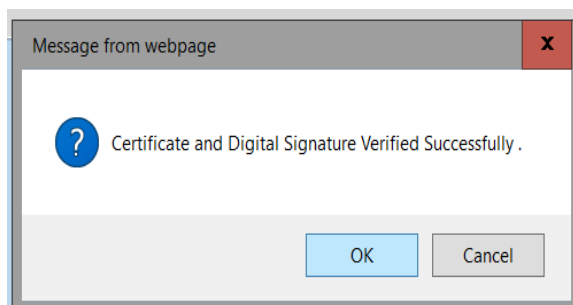 Message from webpage
x
?
Certificate and Digital Signature Verified Successfully .
OK
Cancel